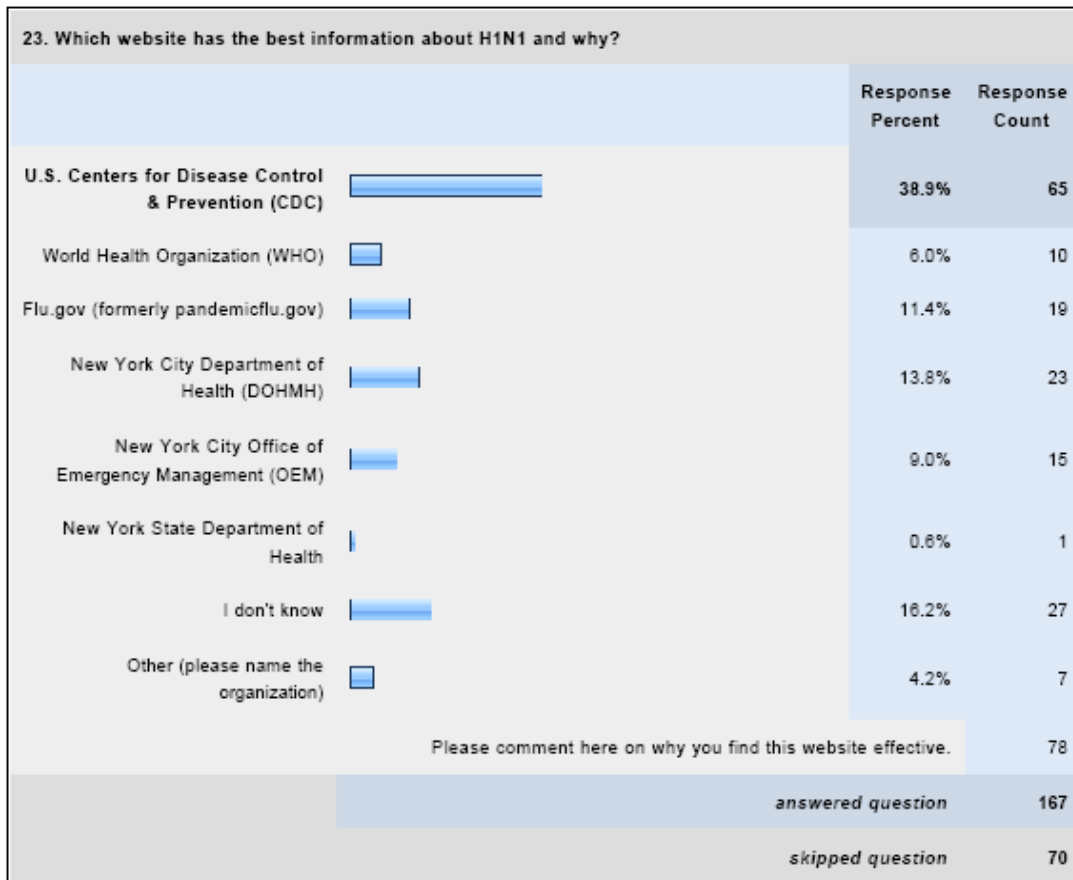 23. Which website has the best information about H1N1 and why?
Response Percent
Response Count
U.S. Centers for Disease Control
& Prevention (CDC)
38.9%
65
World Health Organization (WHO)
6.0%
10
Flu.gov (formerly pandemicflu.gov)
11.4%
19
New York City Department of
Health (DOHMH)
13.8%
23
New York City Office of
Emergency Management (OEM)
9.0%
15
New York State Department of
Health
0.6%
1
I don't know
16.2%
27
Other (please name the
organization)
4.2%
7
Please comment here on why you find this website effective.
78
answered question
167
skipped question
70